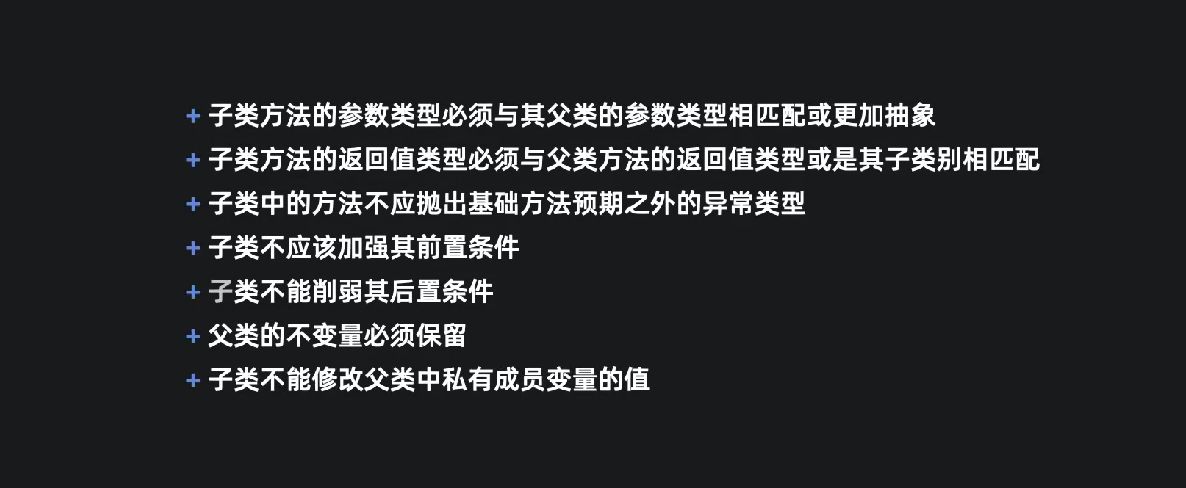 + 子类方法的参数类型必须与其父类的参数类型相匹配或更加抽象
+ 子类方法的返回值类型必须与父类方法的返回值类型或是其子类别相匹配
+ 子类中的方法不应抛出基础方法预期之外的异常类型
+ 子类不应该加强其前置条件
+ 子类不能削弱其后置条件
+ 父类的不变量必须保留
+ 子类不能修改父类中私有成员变量的值